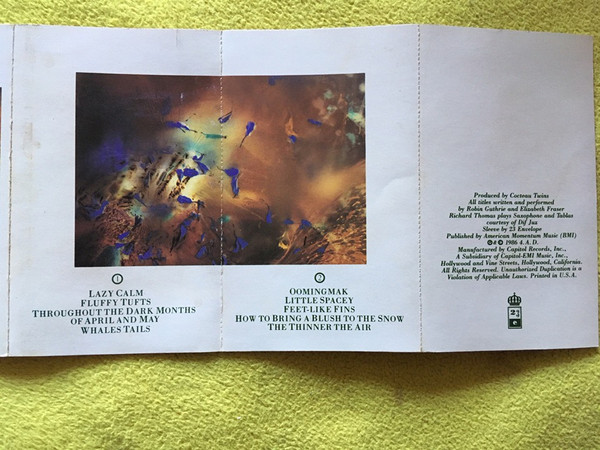 1
LAZY CALM
FLUFFY TUFTS
THROUGHOUT THE DARK MONTHS
OF APRIL AND MAY
WHALES TAILS
2
OOMINGMAK
LITTLE SPACEY
FEET-LIKE FINS
HOW TO BRING A BLUSH TO THE SNOW
THE THINNER THE AIR
Produced by Cocteau Twins
All titles written and performed
by Robin Guthrie and Elizabeth Fraser
Richard Thomas plays Saxophone and Tablas
courtesy of Dif Juz
Sleeve by 23 Envelope
Published by American Momentum Music (BMI)
© ℗ 1986 4. A. D.
Manufactured by Capitol Records, Inc.,
A Subsidiary of Capitol-EMI Music, Inc.,
Hollywood and Vine Streets, Hollywood, California.
All Rights Reserved. Unauthorized Duplication is a
Violation of Applicable Laws. Printed in U.S.A.
23
e